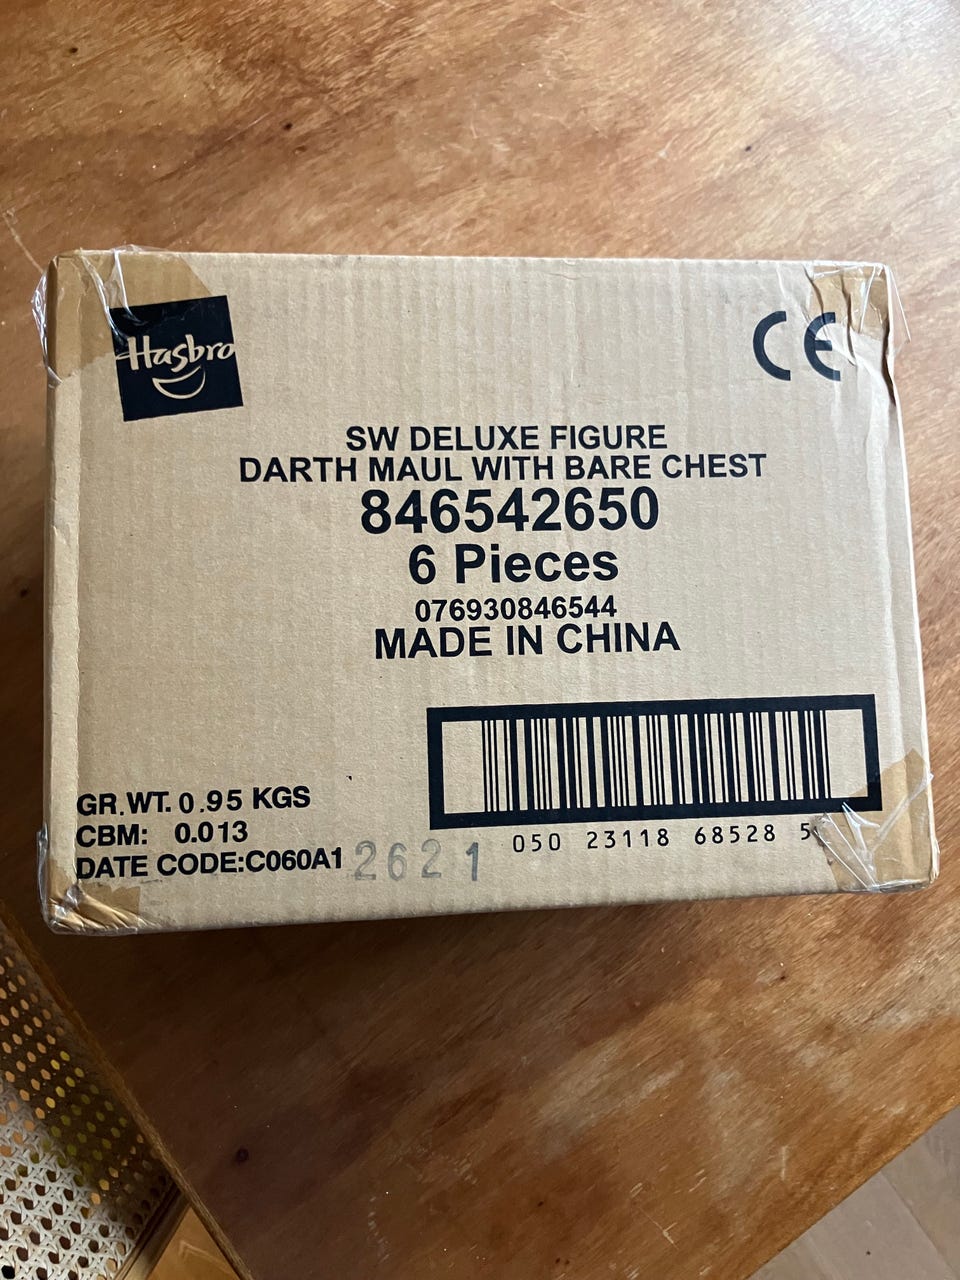 Hasbro
CE
SW DELUXE FIGURE
DARTH MAUL WITH BARE CHEST
846542650
6 Pieces
076930846544
MADE IN CHINA
GR.WT. 0.95 KGS
CBM: 0.013
DATE CODE:C060A1 2621
050 23118 68528